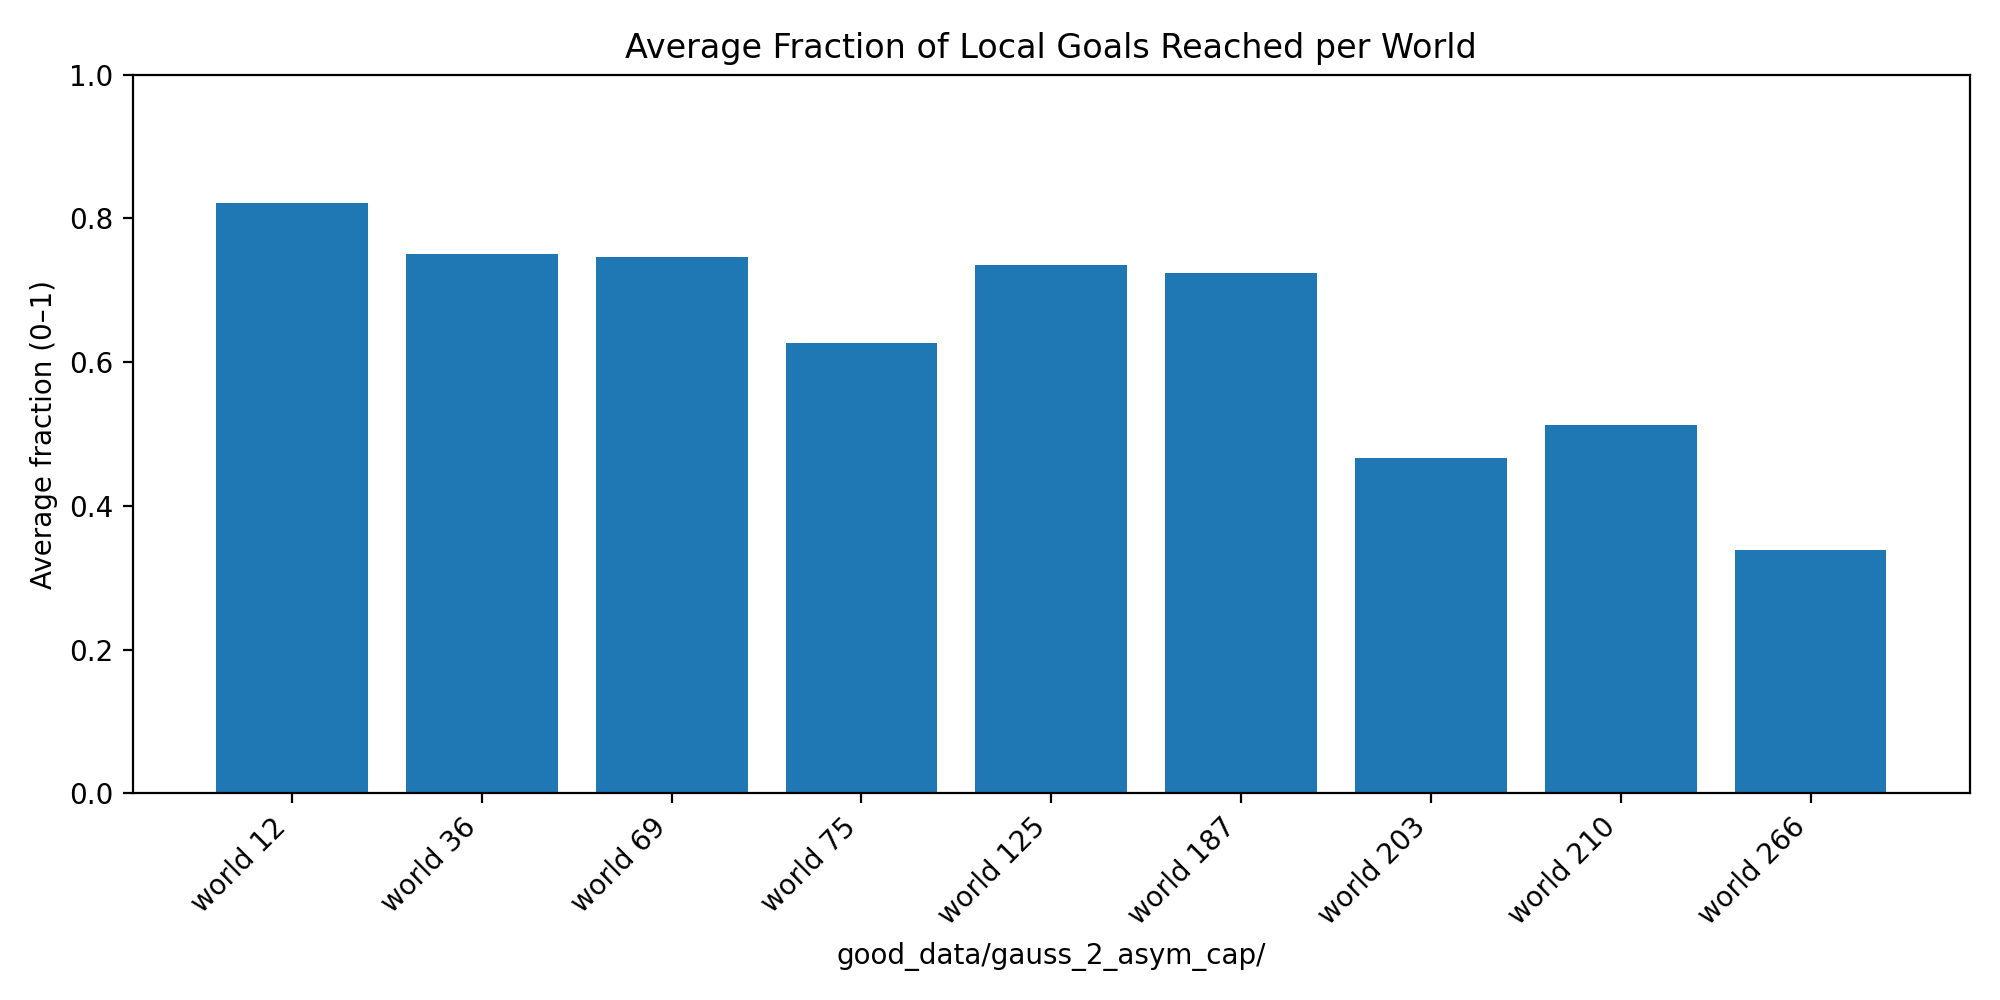 Average Fraction of Local Goals Reached per World
Average fraction (0–1)
1.0
0.8
0.6
0.4
0.2
0.0
world 12
world 36
world 69
world 75
world 125
world 187
world 203
world 210
world 266
good_data/gauss_2_asym_cap/